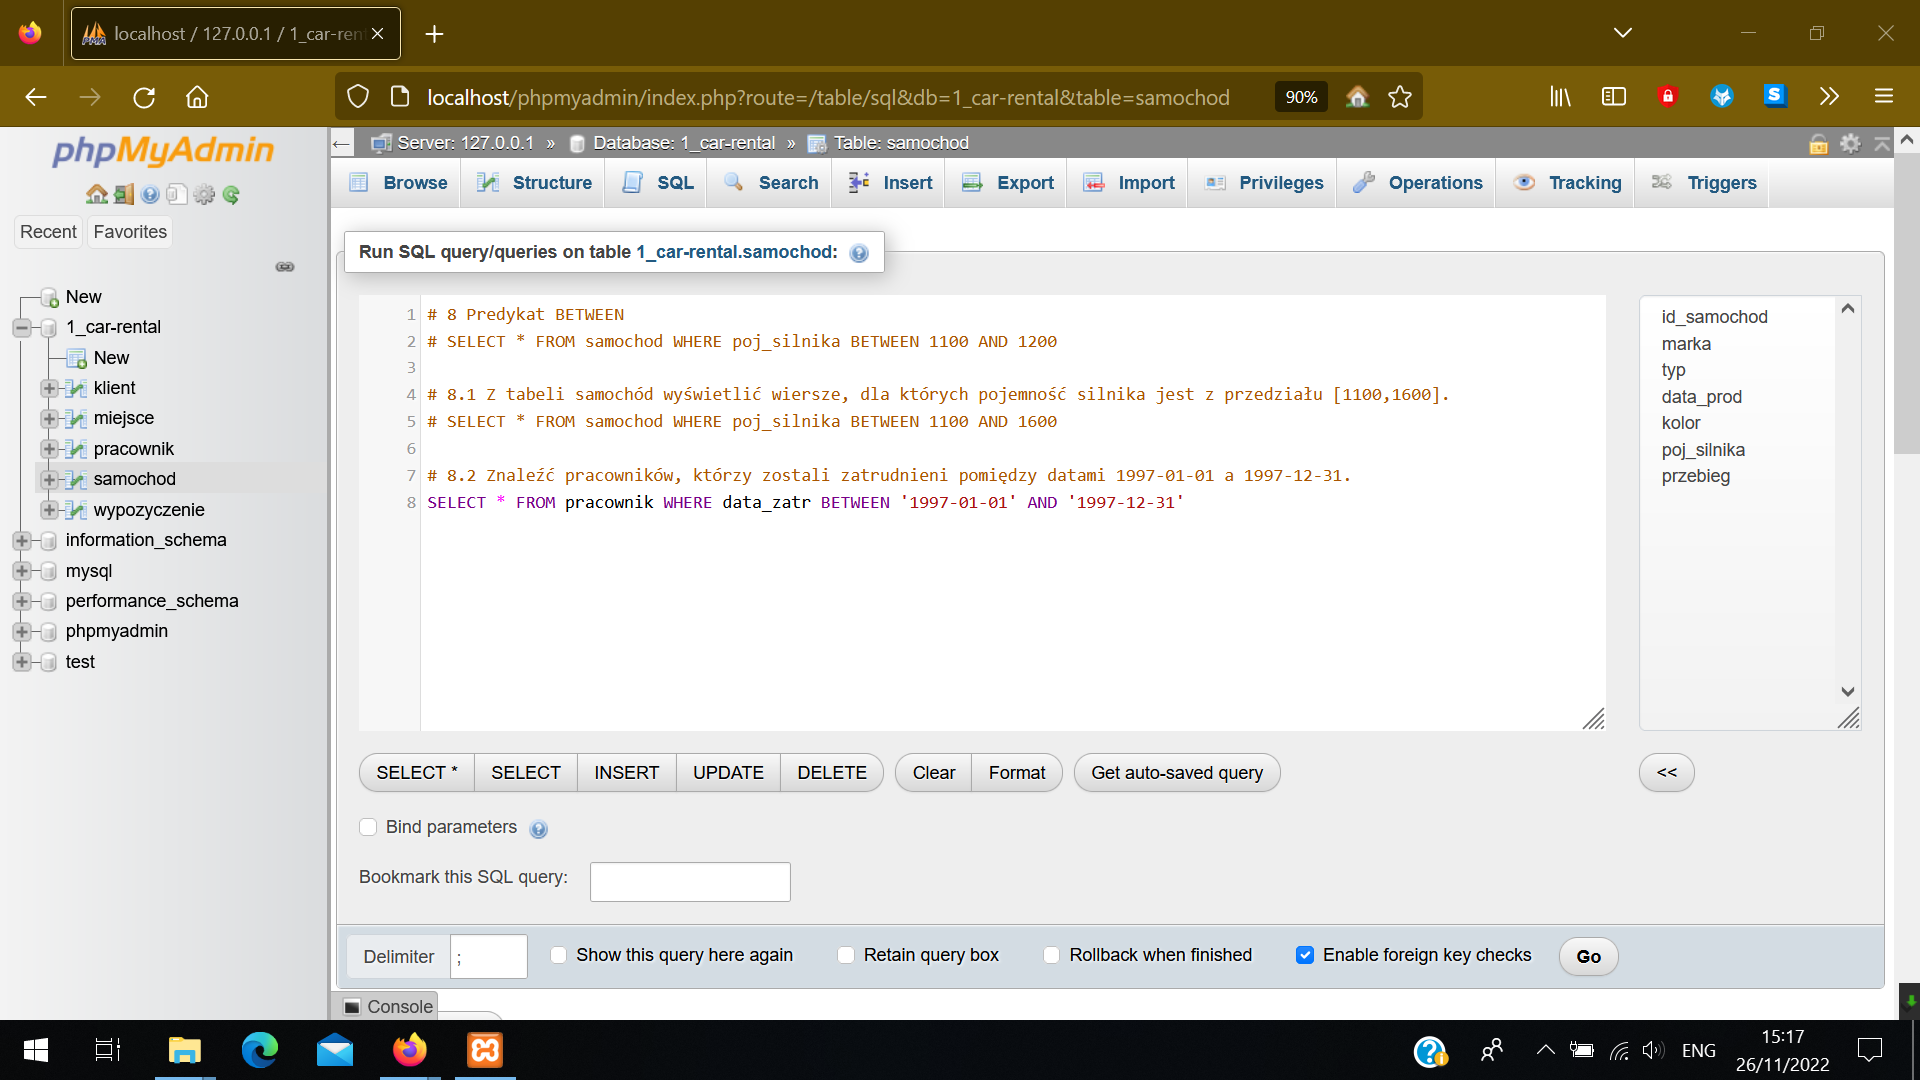 localhost / 127.0.0.1 / 1_car-ren
localhost/phpmyadmin/index.php?route=/table/sql&db=1_car-rental&table=samochod
90%
phpMyAdmin
Recent
Favorites
New
1_car-rental
New
klient
miejsce
pracownik
samochod
wypozyczenie
information_schema
mysql
performance_schema
phpmyadmin
test
Server: 127.0.0.1 » Database: 1_car-rental » Table: samochod
Browse
Structure
SQL
Search
Insert
Export
Import
Privileges
Operations
Tracking
Triggers
Run SQL query/queries on table 1_car-rental.samochod:
1 # 8 Predykat BETWEEN
2 # SELECT * FROM samochod WHERE poj_silnika BETWEEN 1100 AND 1200
3
4 # 8.1 Z tabeli samochód wyświetlić wiersze, dla których pojemność silnika jest z przedziału [1100,1600].
5 # SELECT * FROM samochod WHERE poj_silnika BETWEEN 1100 AND 1600
6
7 # 8.2 Znaleźć pracowników, którzy zostali zatrudnieni pomiędzy datami 1997-01-01 a 1997-12-31.
8 SELECT * FROM pracownik WHERE data_zatr BETWEEN '1997-01-01' AND '1997-12-31'
id_samochod
marka
typ
data_prod
kolor
poj_silnika
przebieg
SELECT *
SELECT
INSERT
UPDATE
DELETE
Clear
Format
Get auto-saved query
<<
Bind parameters
Bookmark this SQL query:
Delimiter
;
Show this query here again
Retain query box
Rollback when finished
Enable foreign key checks
Go
Console
ENG
15:17
26/11/2022